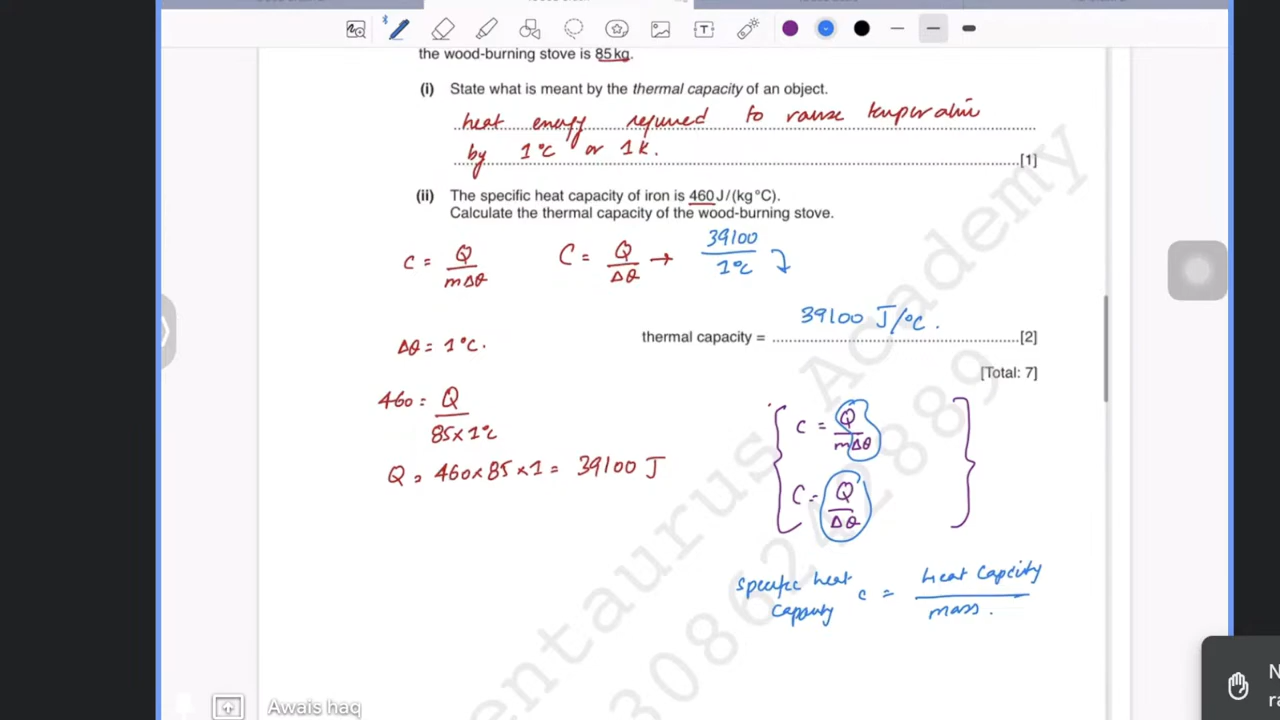 the wood-burning stove is 85 kg.
(i) State what is meant by the thermal capacity of an object.
heat energy required to raise temperature
by 1°C or 1K.
[1]
(ii) The specific heat capacity of iron is 460 J/(kg °C).
Calculate the thermal capacity of the wood-burning stove.
c = Q / mΔθ
C = Q / Δθ → 39100 / 1°C
39100 J/°C.
thermal capacity = [2]
Δθ = 1°C.
[Total: 7]
460 = Q / 85 × 1°C
Q = 460 × 85 × 1 = 39100 J
c = Q / mΔθ
C = Q / Δθ
specific heat capacity c = heat capacity / mass.
entaurus Academy
3086242889
Awais haq